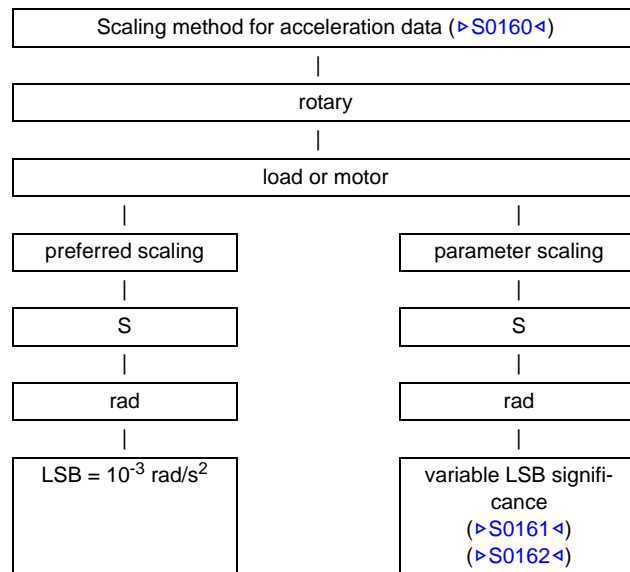 Scaling method for acceleration data (▷S0160◁)
|
rotary
|
load or motor
| |
preferred scaling parameter scaling
| |
S S
| |
rad rad
| |
LSB = 10⁻³ rad/s² variable LSB signifi-
cance
(▷S0161◁)
(▷S0162◁)